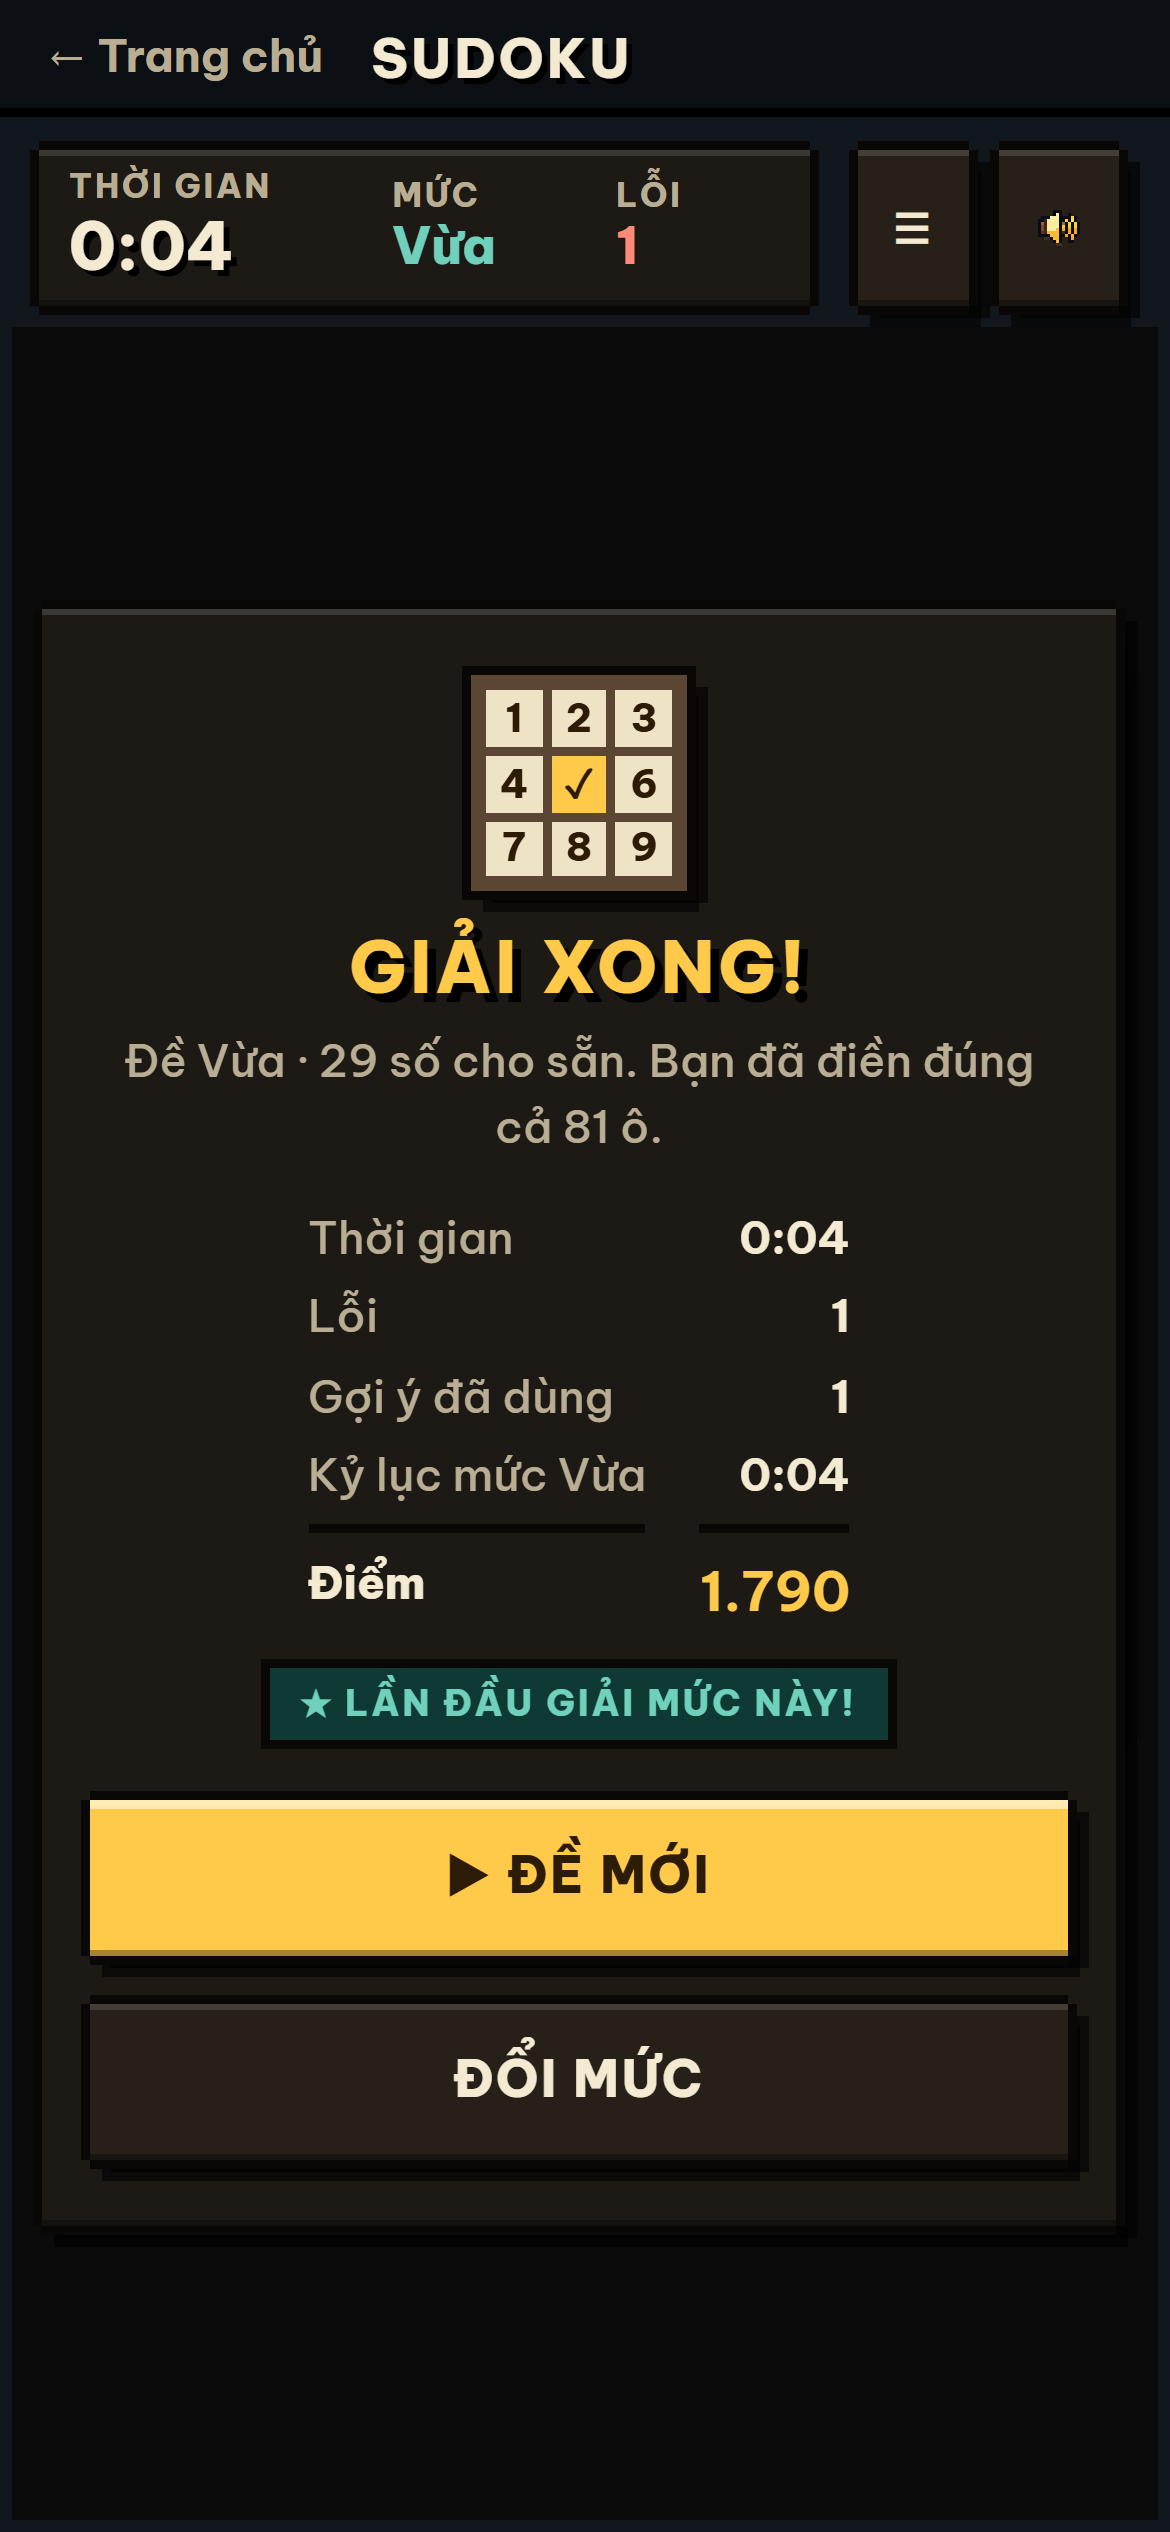 ← Trang chủ SUDOKU
THỜI GIAN MỨC LỖI
0:04 Vừa 1
☰
1 2 3
4 ✓ 6
7 8 9
GIẢI XONG!
Đề Vừa · 29 số cho sẵn. Bạn đã điền đúng
cả 81 ô.
Thời gian 0:04
Lỗi 1
Gợi ý đã dùng 1
Kỷ lục mức Vừa 0:04
Điểm 1.790
★ LẦN ĐẦU GIẢI MỨC NÀY!
▶ ĐỀ MỚI
ĐỔI MỨC